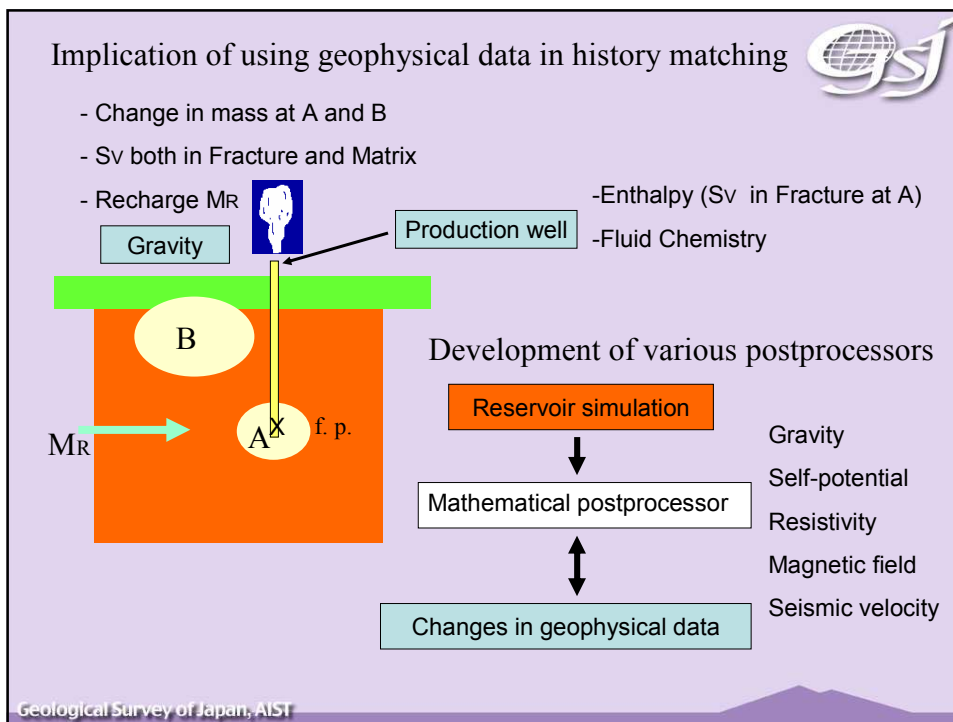 Implication of using geophysical data in history matching
GSJ
- Change in mass at A and B
- Sv both in Fracture and Matrix
- Recharge MR
Gravity
Production well
-Enthalpy (Sv in Fracture at A)
-Fluid Chemistry
B
A
X
f. p.
MR
Development of various postprocessors
Reservoir simulation
Mathematical postprocessor
Changes in geophysical data
Gravity
Self-potential
Resistivity
Magnetic field
Seismic velocity
Geological Survey of Japan, AIST